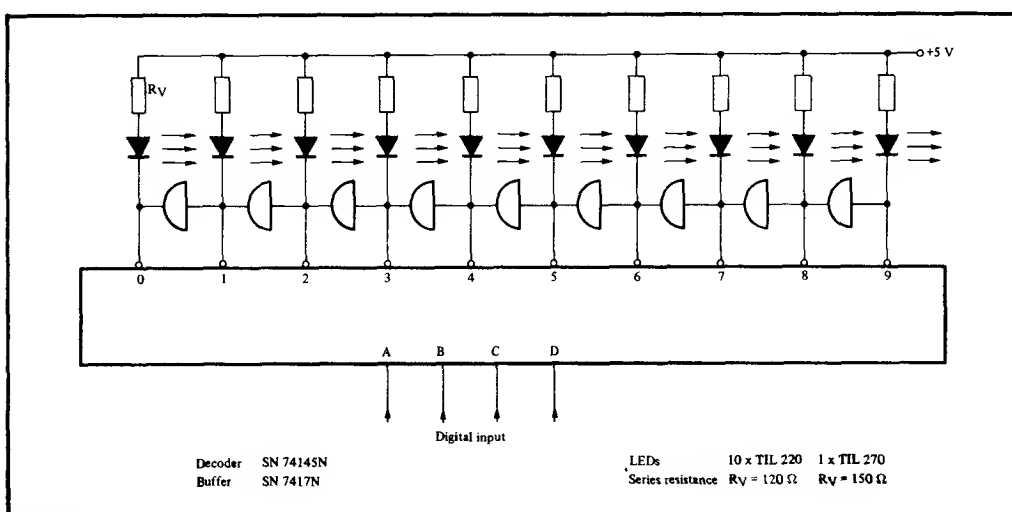 +5 V
RV
0 1 2 3 4 5 6 7 8 9
A B C D
Digital input
Decoder SN 74145N
Buffer SN 7417N
LEDs 10 x TIL 220 1 x TIL 270
Series resistance RV = 120 Ω RV = 150 Ω